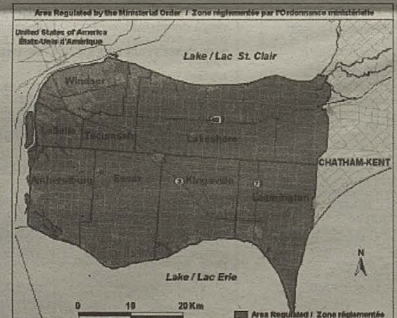 Area Regulated by the Ministerial Order / Zone réglementée par l'Ordonnance ministérielle
United States of America
États-Unis d'Amérique
Lake / Lac St. Clair
Windsor
LaSalle
Tecumseh
Lakeshore
CHATHAM-KENT
Amherstburg
Essex
Kingsville
Leamington
N
Lake / Lac Erie
0 10 20 Km
Area Regulated / Zone réglementée